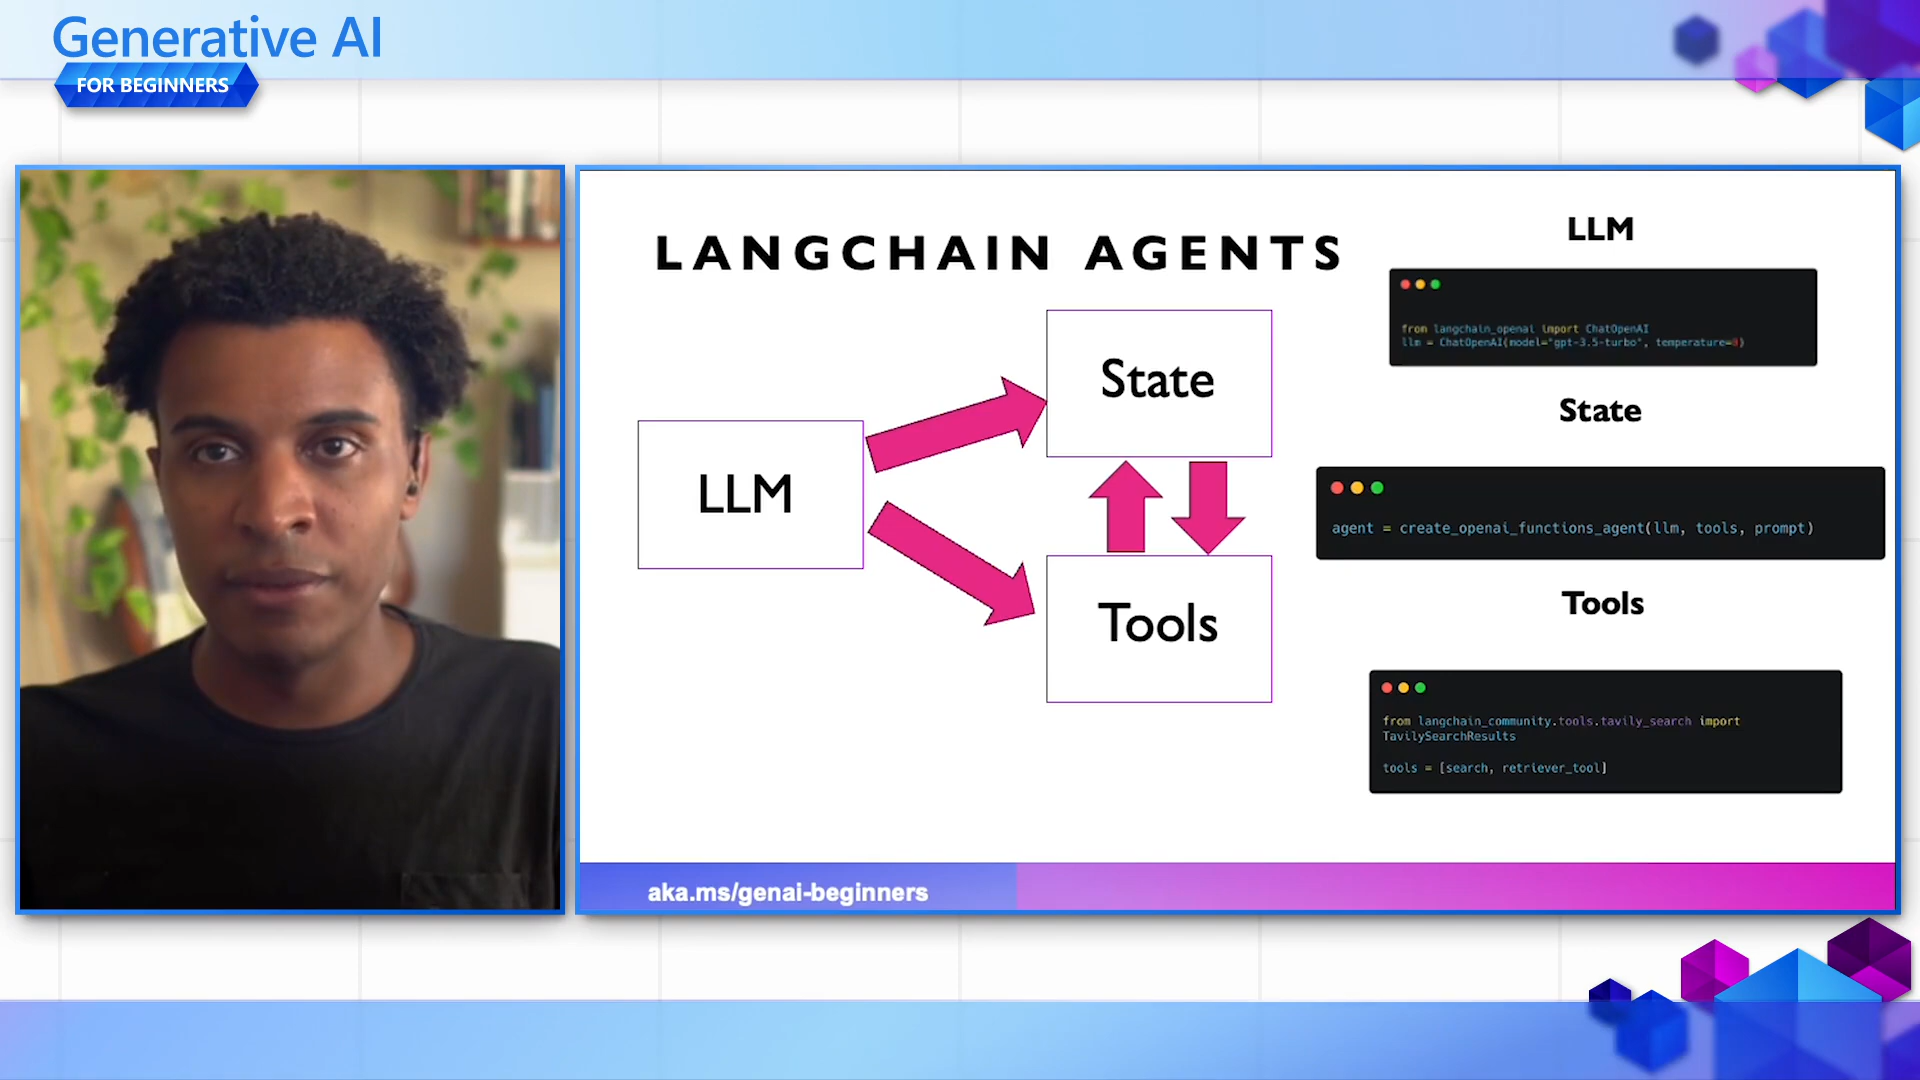 Generative AI
FOR BEGINNERS
LANGCHAIN AGENTS
LLM
State
Tools
LLM
from langchain_openai import ChatOpenAI
llm = ChatOpenAI(model="gpt-3.5-turbo", temperature=0)
State
agent = create_openai_functions_agent(llm, tools, prompt)
Tools
from langchain_community.tools.tavily_search import
TavilySearchResults
tools = [search, retriever_tool]
aka.ms/genai-beginners